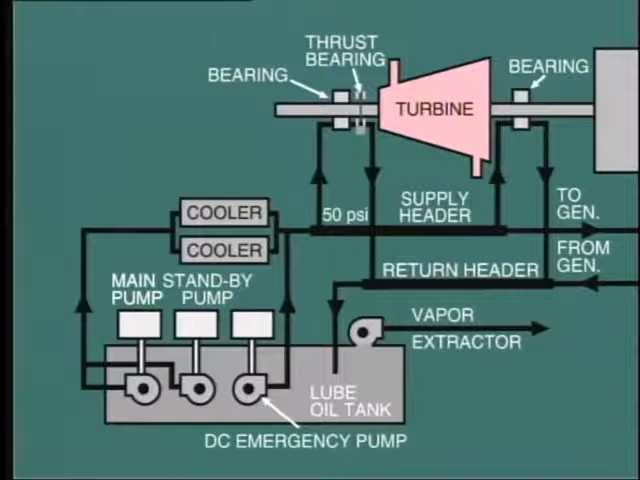 THRUST
BEARING
BEARING
BEARING
TURBINE
COOLER
COOLER
50 psi
SUPPLY
HEADER
TO
GEN.
FROM
GEN.
RETURN HEADER
MAIN
PUMP
STAND-BY
PUMP
VAPOR
EXTRACTOR
LUBE
OIL TANK
DC EMERGENCY PUMP